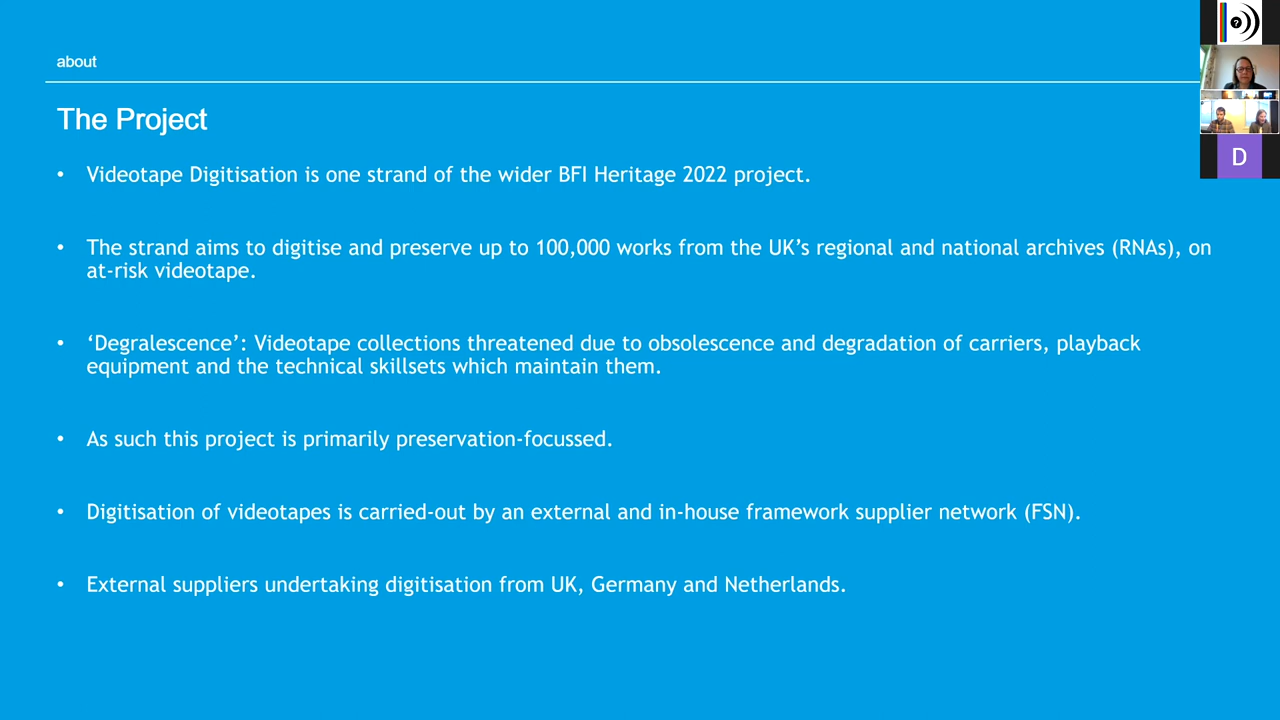 about
The Project
• Videotape Digitisation is one strand of the wider BFI Heritage 2022 project.
• The strand aims to digitise and preserve up to 100,000 works from the UK’s regional and national archives (RNAs), on
at-risk videotape.
• ‘Degralescence’: Videotape collections threatened due to obsolescence and degradation of carriers, playback
equipment and the technical skillsets which maintain them.
• As such this project is primarily preservation-focussed.
• Digitisation of videotapes is carried-out by an external and in-house framework supplier network (FSN).
• External suppliers undertaking digitisation from UK, Germany and Netherlands.
?
D